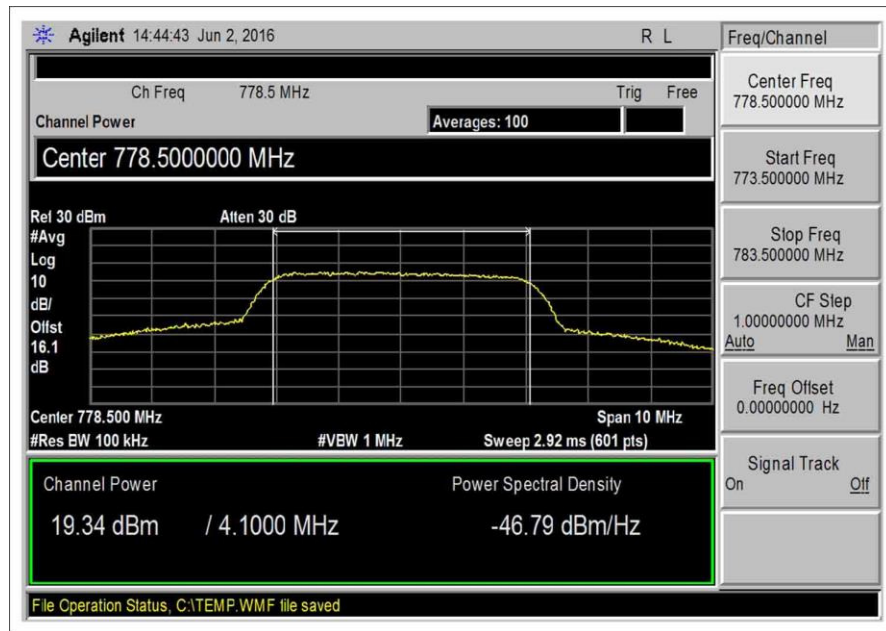 Agilent 14:44:43 Jun 2, 2016 R L
Freq/Channel
Ch Freq 778.5 MHz Trig Free
Channel Power Averages: 100
Center 778.5000000 MHz
Ref 30 dBm Atten 30 dB
#Avg
Log
10
dB/
Offst
16.1
dB
Center 778.500 MHz Span 10 MHz
#Res BW 100 kHz #VBW 1 MHz Sweep 2.92 ms (601 pts)
Channel Power Power Spectral Density
19.34 dBm / 4.1000 MHz -46.79 dBm/Hz
File Operation Status, C:\TEMP.WMF file saved
Center Freq
778.500000 MHz
Start Freq
773.500000 MHz
Stop Freq
783.500000 MHz
CF Step
1.00000000 MHz
Auto Man
Freq Offset
0.00000000 Hz
Signal Track
On Off